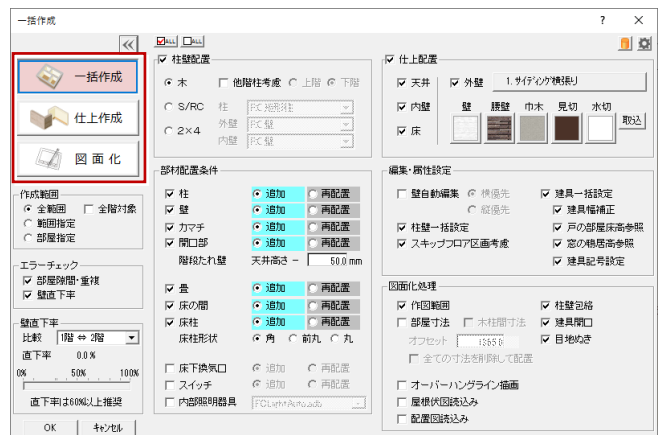 一括作成
? ×
<<
ALL ALL
一括作成
仕上作成
図面化
作成範囲
全範囲 全階対象
範囲指定
部屋指定
エラーチェック
部屋隙間・重複
壁直下率
壁直下率
比較 1階 ⇔ 2階
直下率 0.0%
0% 50% 100%
直下率は60%以上推奨
OK キャンセル
柱壁配置
木 他階柱考慮 上階 下階
S/RC 柱 RC 矩形柱
2×4 外壁 RC 壁
内壁 RC 壁
部材配置条件
柱 追加 再配置
壁 追加 再配置
カマチ 追加 再配置
開口部 追加 再配置
階段たれ壁 天井高さ - 50.0 mm
畳 追加 再配置
床の間 追加 再配置
床柱 追加 再配置
床柱形状 角 前丸 丸
床下換気口 追加 再配置
スイッチ 追加 再配置
内部照明器具 FCLightAuto.adb
仕上配置
天井 外壁 1. サイディング横張り
内壁 壁 腰壁 巾木 見切 水切
床 取込
編集・属性設定
壁自動編集 横優先
縦優先
柱壁一括設定
スキップフロア区画考慮
建具一括設定
建具幅補正
戸の部屋床高参照
窓の鴨居高参照
建具記号設定
図面化処理
作図範囲 柱壁包絡
部屋寸法 木柱間寸法 建具開口
オフセット 1365.0 目地ぬき
全ての寸法を削除して配置
オーバーハングライン描画
屋根伏図読込み
配置図読込み